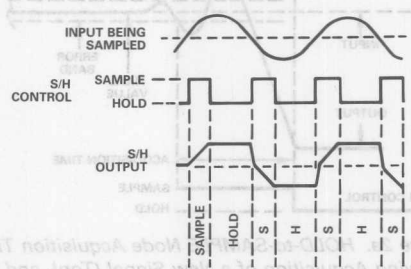 INPUT BEING
SAMPLED
S/H
CONTROL
SAMPLE
HOLD
S/H
OUTPUT
SAMPLE
HOLD
S
H
S
H
S